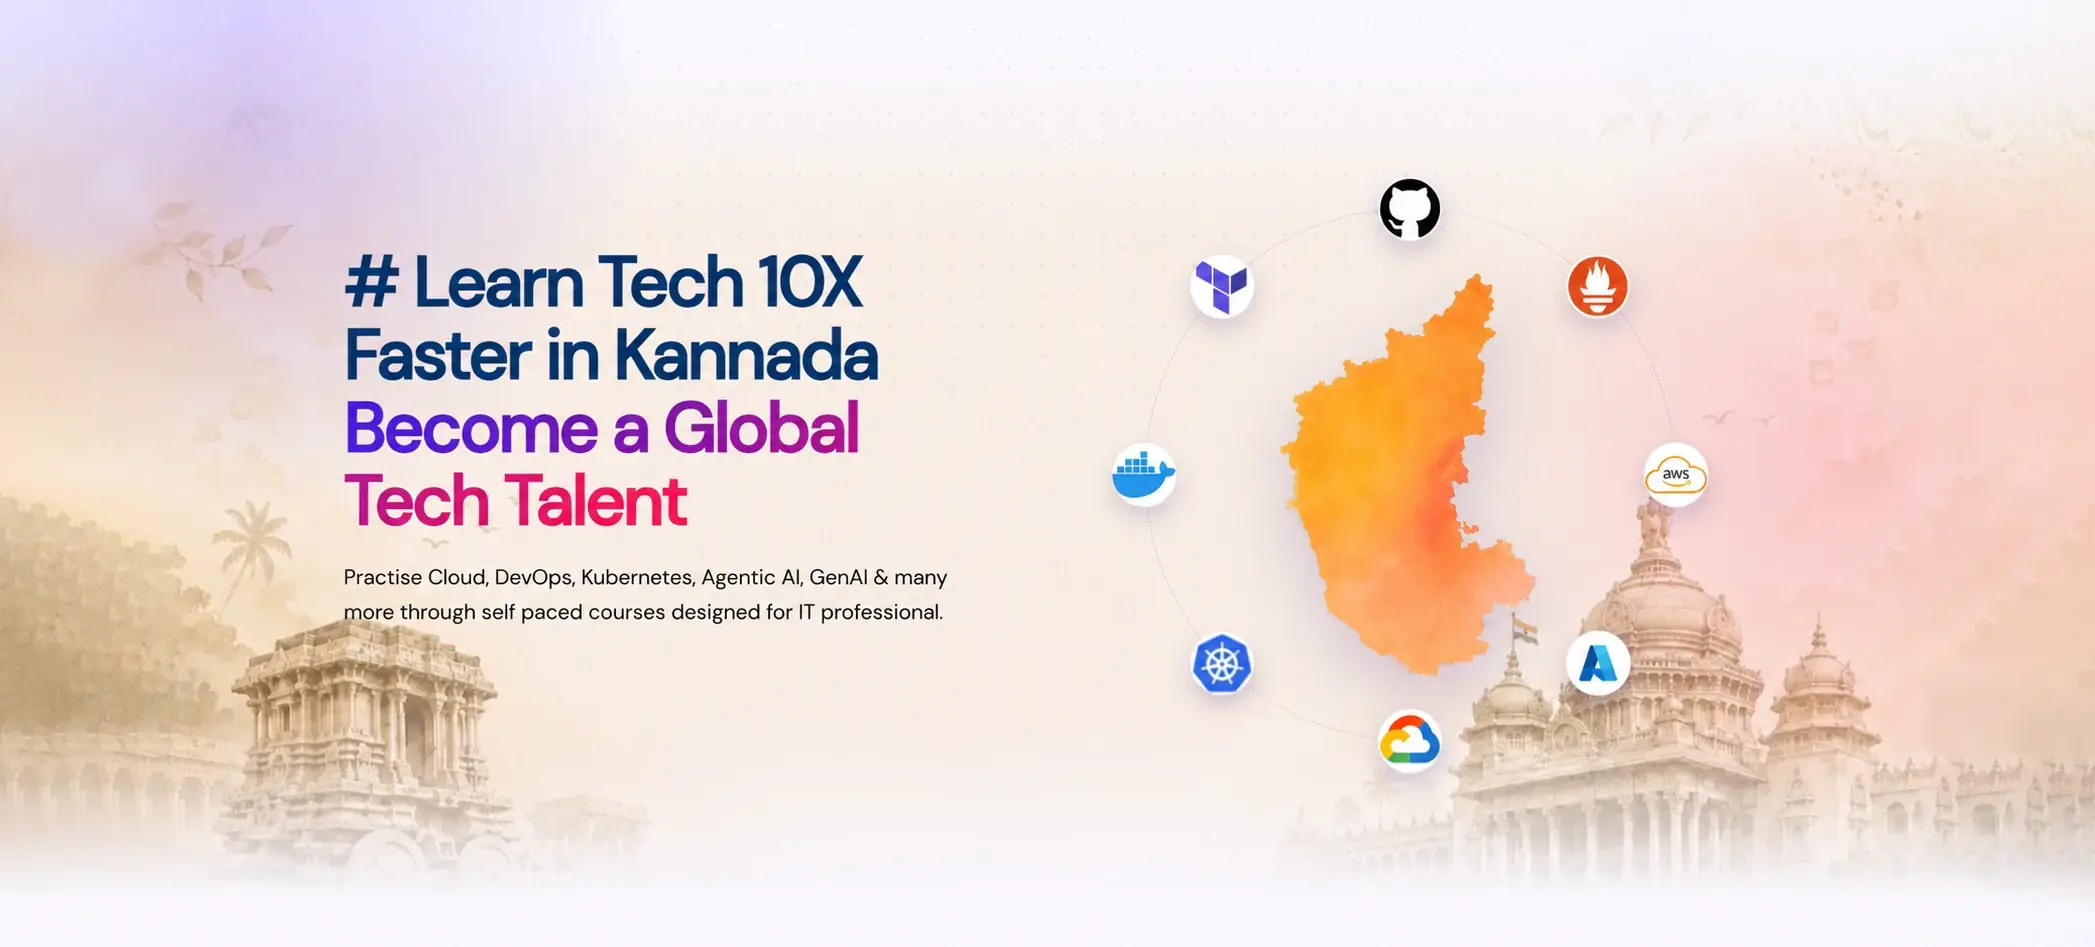 # Learn Tech 10X
Faster in Kannada
Become a Global
Tech Talent
Practise Cloud, DevOps, Kubernetes, Agentic AI, GenAI & many
more through self paced courses designed for IT professional.
aws